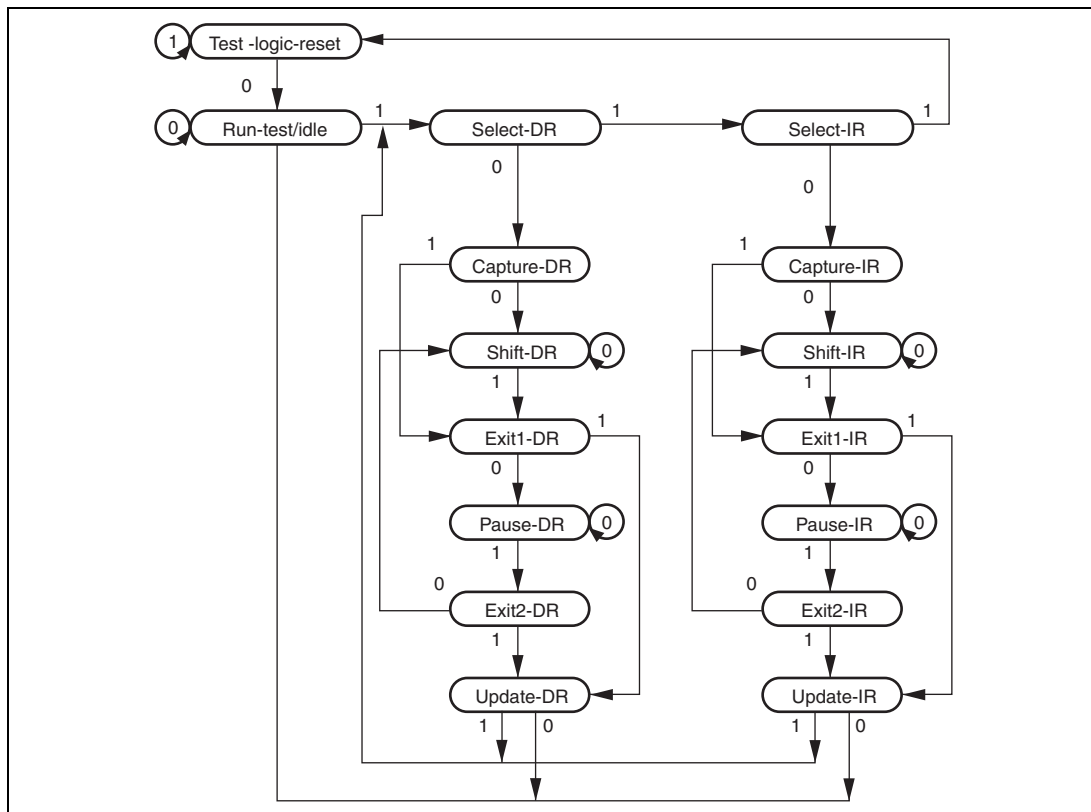 1 Test -logic-reset
0
0 Run-test/idle 1 Select-DR 1 Select-IR 1
0 0
1 1
Capture-DR Capture-IR
0 0
Shift-DR 0 Shift-IR 0
1 1
Exit1-DR 1 Exit1-IR 1
0 0
Pause-DR 0 Pause-IR 0
1 1
0 0
Exit2-DR Exit2-IR
1 1
Update-DR Update-IR
1 0 1 0